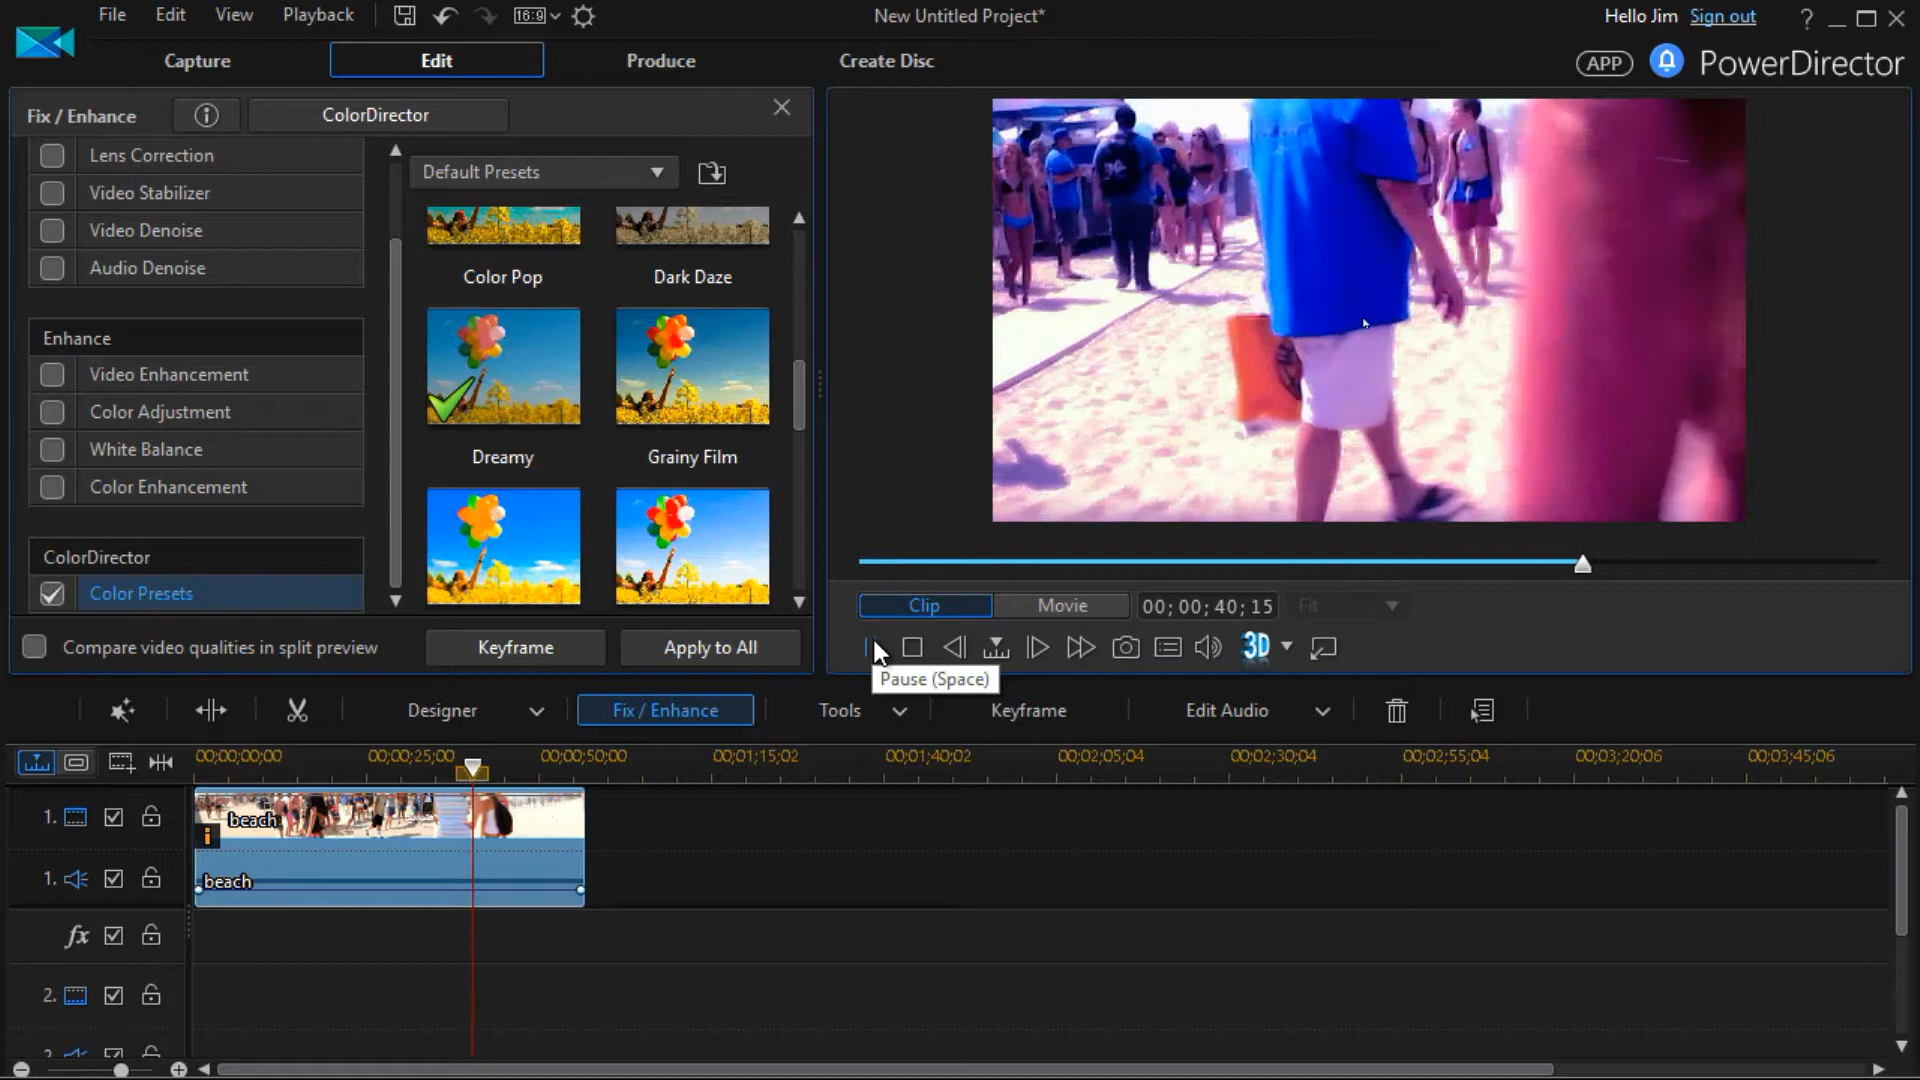 File Edit View Playback 16:9 New Untitled Project* Hello Jim Sign out ?
Capture Edit Produce Create Disc APP PowerDirector
Fix / Enhance i ColorDirector
Lens Correction
Default Presets
Video Stabilizer
Video Denoise
Audio Denoise
Color Pop Dark Daze
Enhance
Video Enhancement
Color Adjustment
White Balance
Dreamy Grainy Film
Color Enhancement
ColorDirector
Color Presets
Clip Movie 00;00;40;15 Fit
Compare video qualities in split preview Keyframe Apply to All
3D
Pause (Space)
Designer Fix / Enhance Tools Keyframe Edit Audio
00;00;00;00 00;00;25;00 00;00;50;00 00;01;15;02 00;01;40;02 00;02;05;04 00;02;30;04 00;02;55;04 00;03;20;06 00;03;45;06
1. beach
i
1. beach
fx
2.
2.